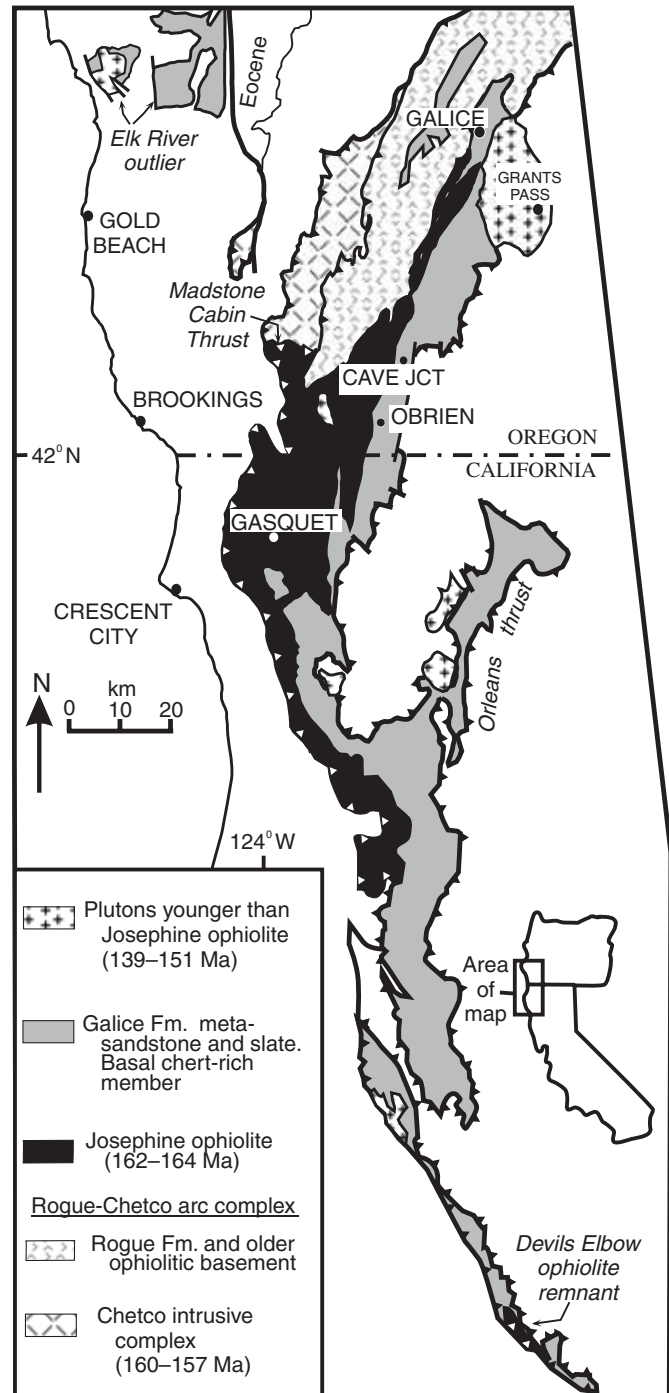 Eocene
Elk River
outlier
GALICE
GRANTS
PASS
GOLD
BEACH
Madstone
Cabin
Thrust
CAVE JCT
BROOKINGS
OBRIEN
OREGON
42⁰ N
CALIFORNIA
GASQUET
CRESCENT
CITY
Orleans thrust
N
km
0 10 20
124⁰ W
Plutons younger than
Josephine ophiolite
(139–151 Ma)
Galice Fm. meta-
sandstone and slate.
Basal chert-rich
member
Josephine ophiolite
(162–164 Ma)
Rogue-Chetco arc complex
Rogue Fm. and older
ophiolitic basement
Chetco intrusive
complex
(160–157 Ma)
Area
of
map
Devils Elbow
ophiolite
remnant